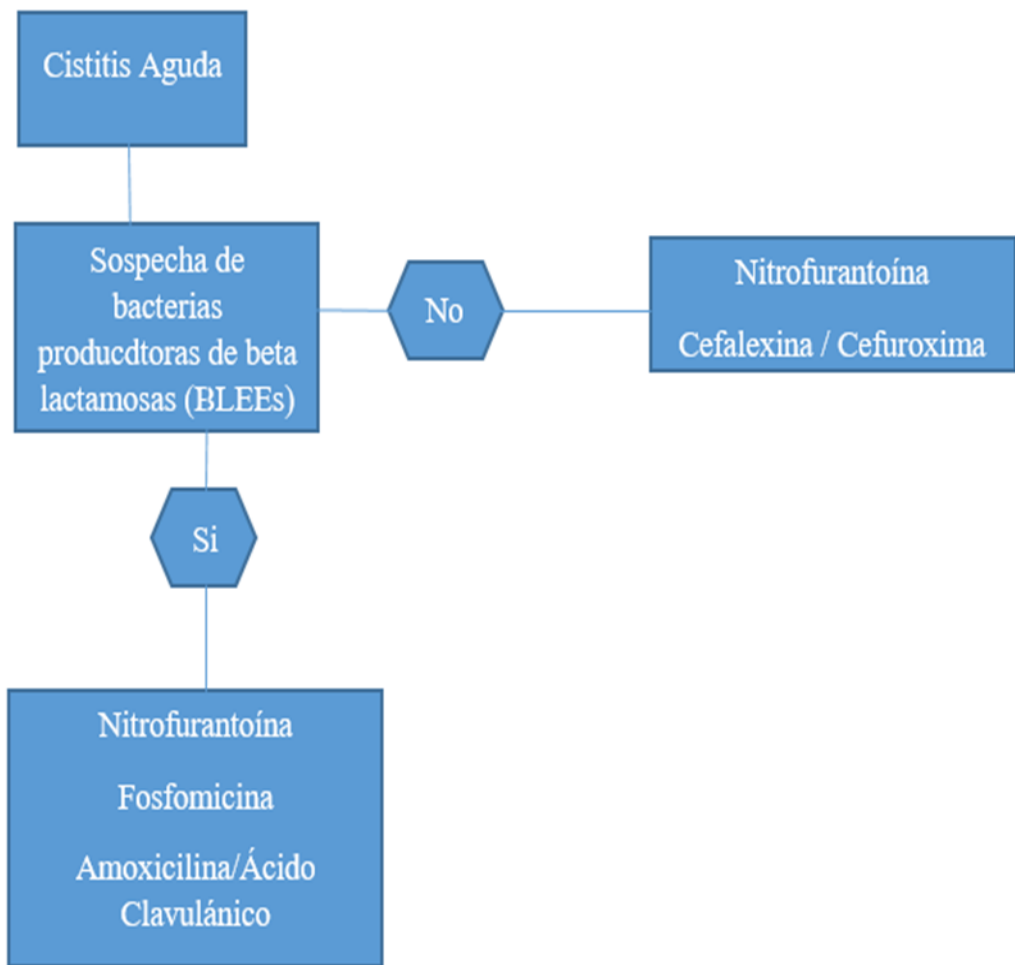 Cistitis Aguda
Sospecha de
bacterias
producdtoras de beta
lactamosas (BLEEs)
No
Nitrofurantoína
Cefalexina / Cefuroxima
Si
Nitrofurantoína
Fosfomicina
Amoxicilina/Ácido
Clavulánico